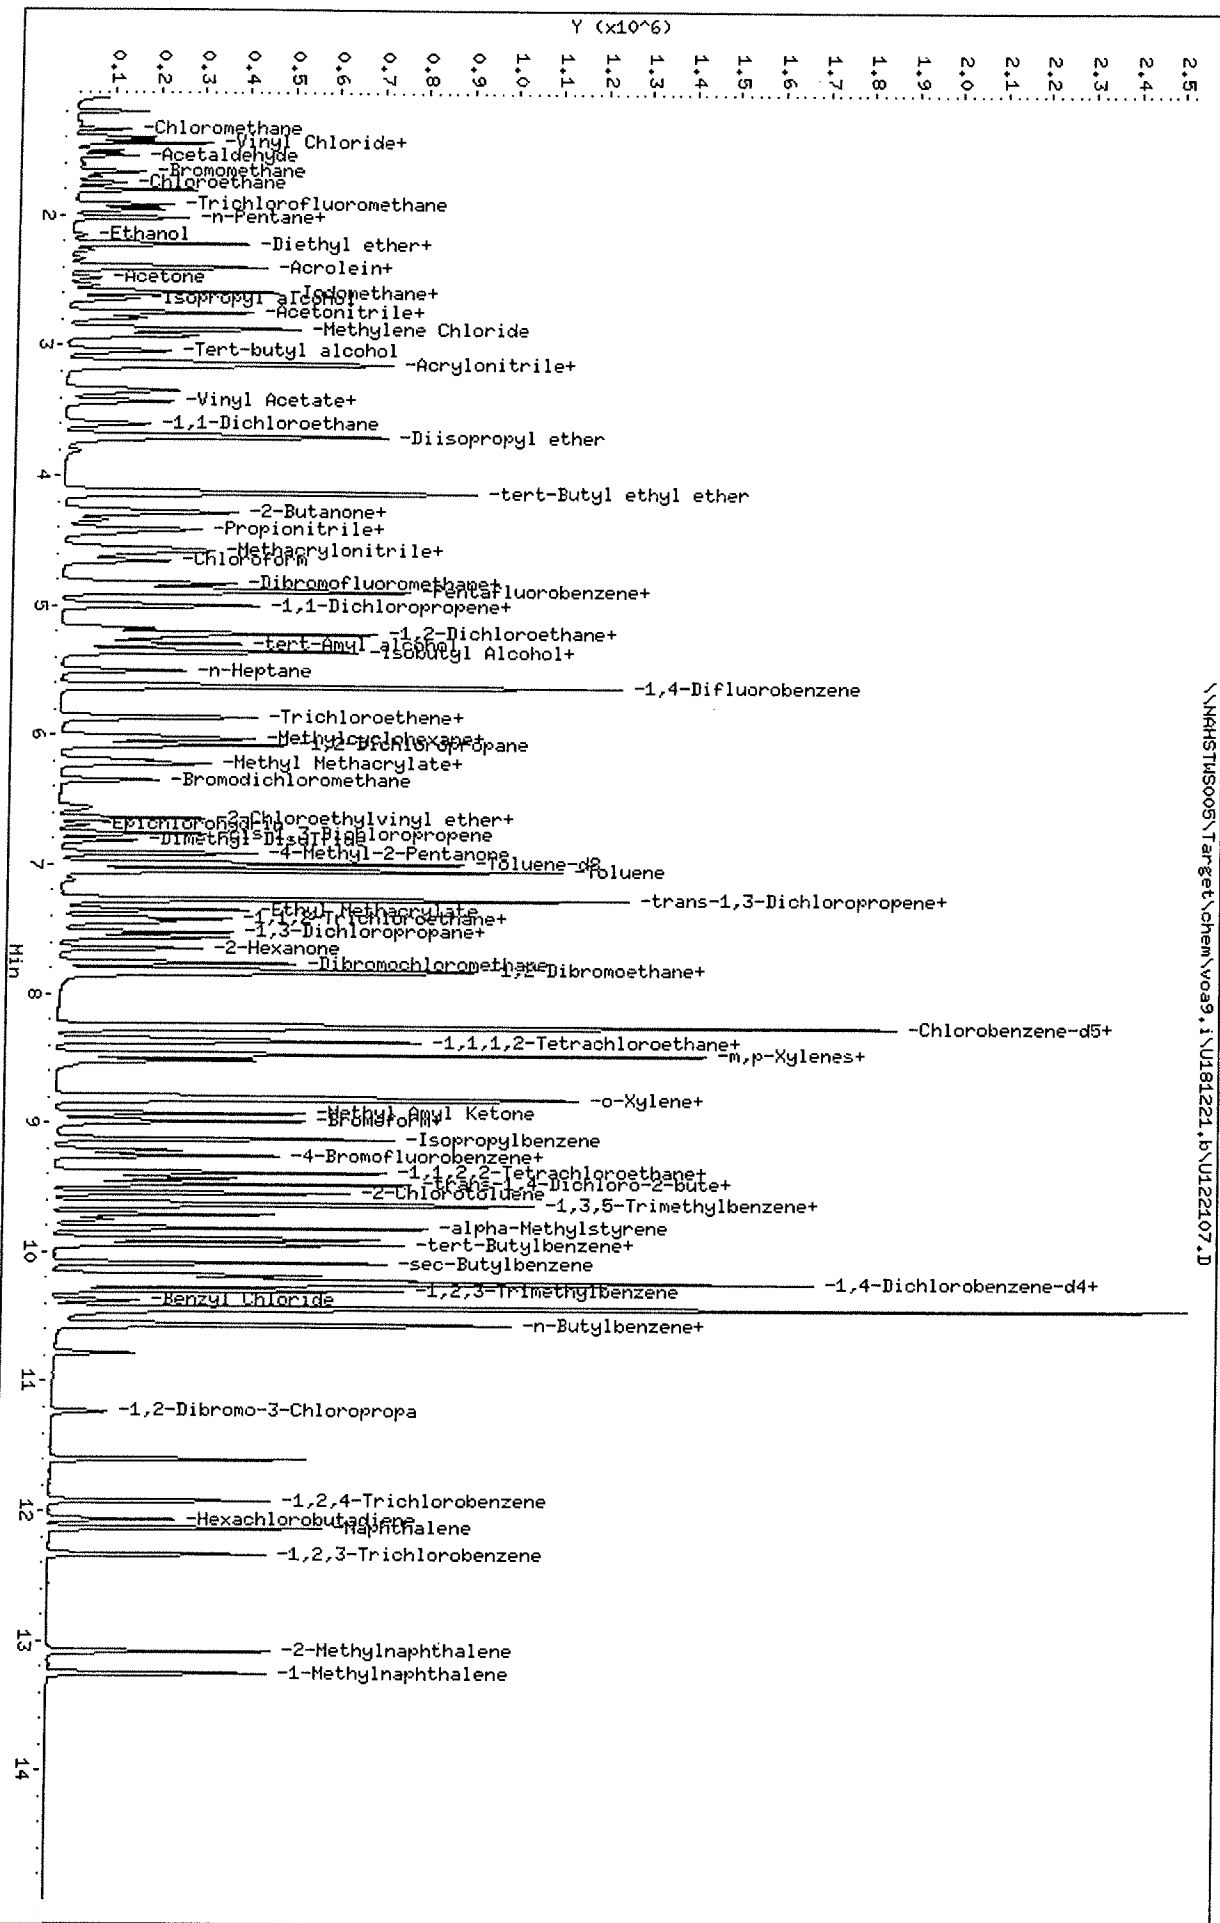 \\NAHSTWS005\Target\chem\voa9.i\U181221.b\U122107.D
Y (x10^6)
0.1
0.2
0.3
0.4
0.5
0.6
0.7
0.8
0.9
1.0
1.1
1.2
1.3
1.4
1.5
1.6
1.7
1.8
1.9
2.0
2.1
2.2
2.3
2.4
2.5
-Chloromethane
-Vinyl Chloride+
-Acetaldehyde
-Bromomethane
-Chloroethane
-Trichlorofluoromethane
-n-Pentane+
-Ethanol
-Diethyl ether+
-Acrolein+
-Acetone
-Iodomethane+
-Isopropyl alcohol
-Acetonitrile+
-Methylene Chloride
-Tert-butyl alcohol
-Acrylonitrile+
-Vinyl Acetate+
-1,1-Dichloroethane
-Diisopropyl ether
-tert-Butyl ethyl ether
-2-Butanone+
-Propionitrile+
-Methacrylonitrile+
-Chloroform
-Dibromofluoromethane+
-Pentafluorobenzene+
-1,1-Dichloropropene+
-1,2-Dichloroethane+
-tert-Amyl alcohol
-Isobutyl Alcohol+
-n-Heptane
-1,4-Difluorobenzene
-Trichloroethene+
-Methylcyclohexane+
-1,2-Dichloropropane
-Methyl Methacrylate+
-Bromodichloromethane
-2-Chloroethylvinyl ether+
-Epichlorohydrin
-cis-1,3-Dichloropropene
-Dimethyl Disulfide
-4-Methyl-2-Pentanone
-Toluene-d8
-Toluene
-trans-1,3-Dichloropropene+
-Ethyl Methacrylate
-1,1,2-Trichloroethane+
-1,3-Dichloropropane+
-2-Hexanone
-Dibromochloromethane
-1,2-Dibromoethane+
-Chlorobenzene-d5+
-1,1,1,2-Tetrachloroethane+
-m,p-Xylenes+
-o-Xylene+
-Methyl Amyl Ketone
-Bromoform+
-Isopropylbenzene
-4-Bromofluorobenzene+
-1,1,2,2-Tetrachloroethane+
-trans-1,4-Dichloro-2-bute+
-2-Chlorotoluene
-1,3,5-Trimethylbenzene+
-alpha-Methylstyrene
-tert-Butylbenzene+
-sec-Butylbenzene
-1,4-Dichlorobenzene-d4+
-1,2,3-Trimethylbenzene
-Benzyl Chloride
-n-Butylbenzene+
-1,2-Dibromo-3-Chloropropa
-1,2,4-Trichlorobenzene
-Hexachlorobutadiene
-Naphthalene
-1,2,3-Trichlorobenzene
-2-Methylnaphthalene
-1-Methylnaphthalene
2
3
4
5
6
7
8
9
10
11
12
13
14
Min